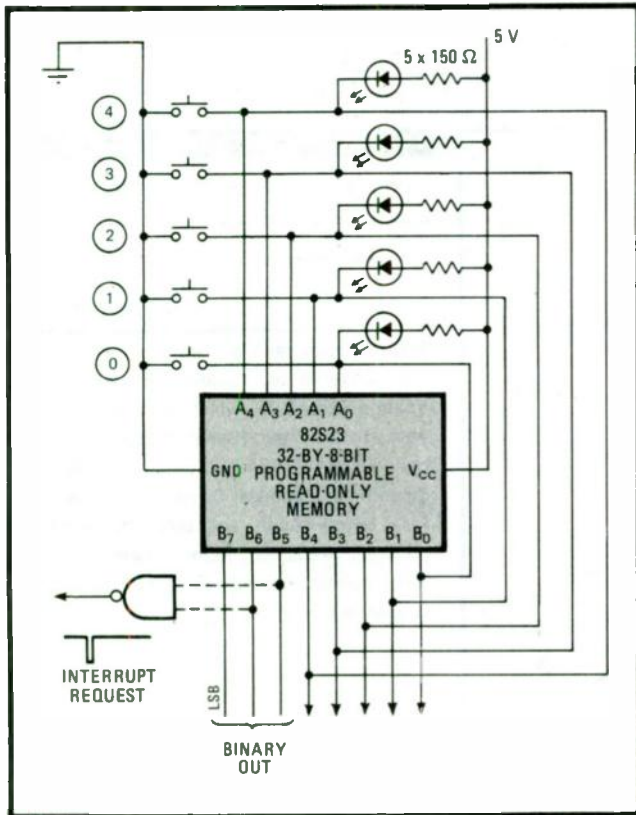 5 V
5 x 150 Ω
4
3
2
1
0
A4 A3 A2 A1 A0
82S23
32-BY-8-BIT
GND PROGRAMMABLE VCC
READ-ONLY
MEMORY
B7 B6 B5 B4 B3 B2 B1 B0
INTERRUPT
REQUEST
LSB
BINARY
OUT